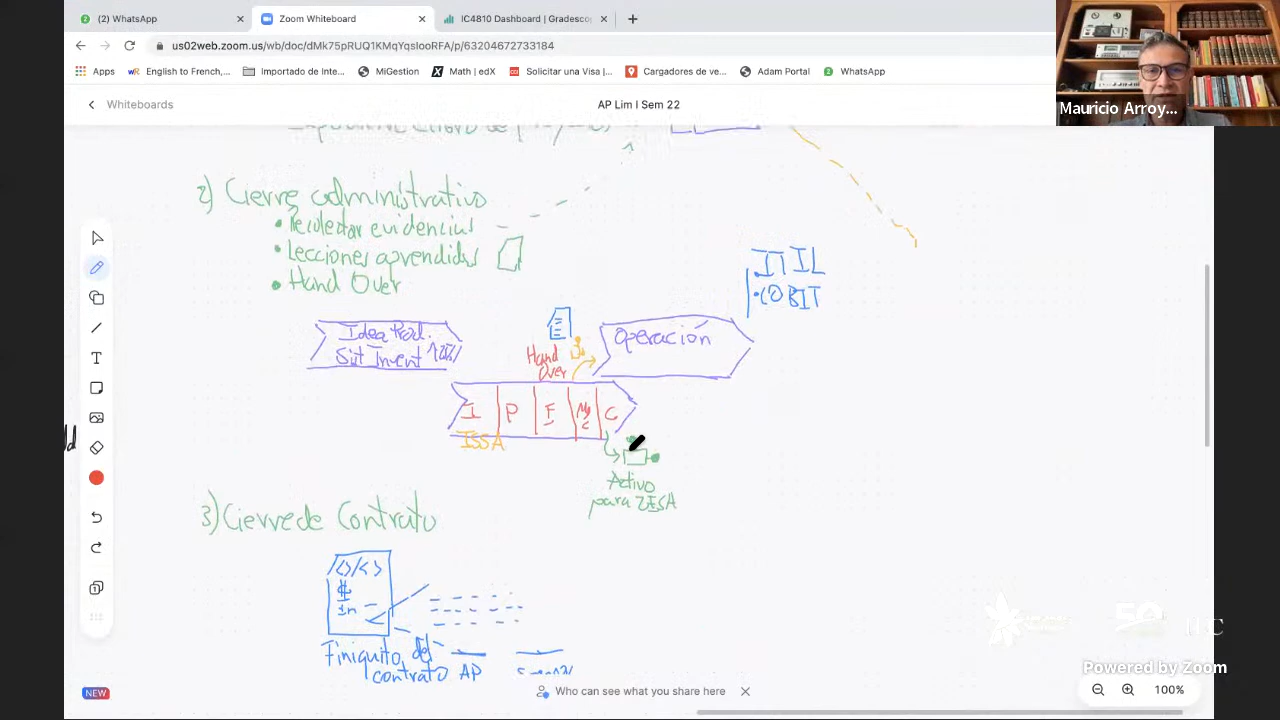 (2) WhatsApp
Zoom Whiteboard
IC4810 Dashboard | Gradesco
us02web.zoom.us/wb/doc/dMk75pRUQ1KMqYqsIooRFA/p/63204672733184
Apps
English to French,...
Importado de Inte...
MiGestion
Math | edX
Solicitar una Visa |...
Cargadores de ve...
Adam Portal
WhatsApp
Whiteboards
AP Lim I Sem 22
Mauricio Arroy...
2) Cierre administrativo
• Recolectar evidencias
• Lecciones aprendidas
• Hand Over
ITIL
• COBIT
Idea Prod.
Sist Invent
Hand
Over
Operación
I P E C
ISSA
Activo
para
3) Cierre de Contrato
$
Finiquito del
contrato AP
Powered by Zoom
NEW
Who can see what you share here
100%